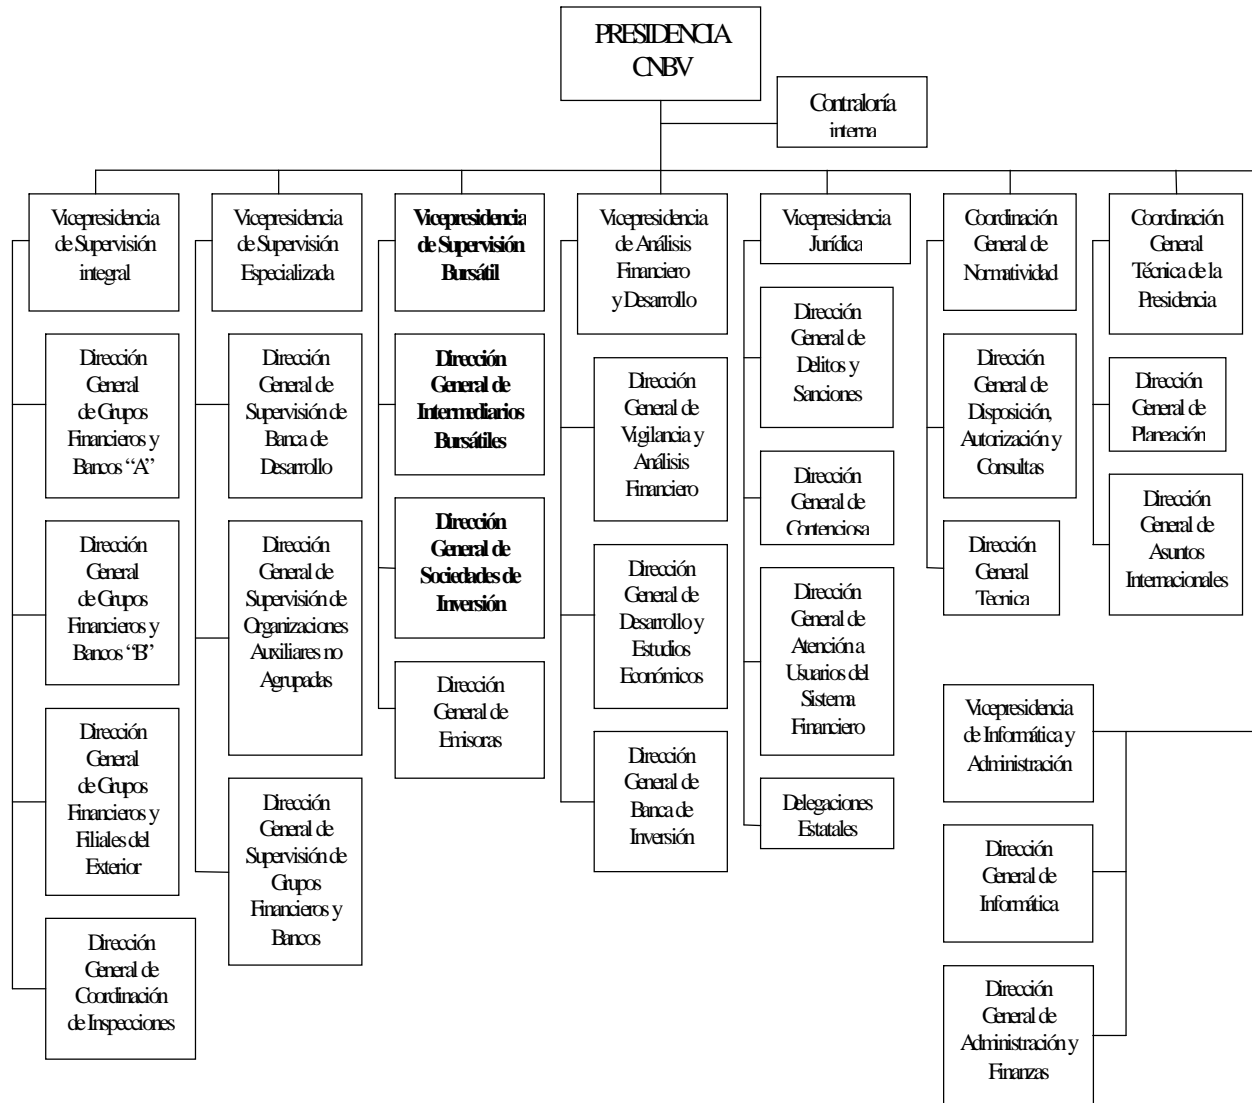 PRESIDENCIA
CNBV
Contraloría
interna
Vicepresidencia
de Supervisión
integral
Dirección
General
de Grupos
Financieros y
Bancos “A”
Dirección
General
de Grupos
Financieros y
Bancos “B”
Dirección
General
de Grupos
Financieros y
Filiales del
Exterior
Dirección
General de
Coordinación
de Inspecciones
Vicepresidencia
de Supervisión
Especializada
Dirección
General de
Supervisión de
Banca de
Desarrollo
Dirección
General de
Supervisión de
Organizaciones
Auxiliares no
Agrupadas
Dirección
General de
Supervisión de
Grupos
Financieros y
Bancos
Vicepresidencia
de Supervisión
Bursátil
Dirección
General de
Intermediarios
Bursátiles
Dirección
General de
Sociedades de
Inversión
Dirección
General de
Emisoras
Vicepresidencia
de Análisis
Financiero
y Desarrollo
Dirección
General de
Vigilancia y
Análisis
Financiero
Dirección
General de
Desarrollo y
Estudios
Económicos
Dirección
General de
Banca de
Inversión
Vicepresidencia
Jurídica
Dirección
General de
Delitos y
Sanciones
Dirección
General de
Contenciosa
Dirección
General de
Atención a
Usuarios del
Sistema
Financiero
Delegaciones
Estatales
Coordinación
General de
Normatividad
Dirección
General de
Disposición,
Autorización y
Consultas
Dirección
General
Tecnica
Coordinación
General
Técnica de la
Presidencia
Dirección
General de
Planeación
Dirección
General de
Asuntos
Internacionales
Vicepresidencia
de Informática y
Administración
Dirección
General de
Informática
Dirección
General de
Administración y
Finanzas